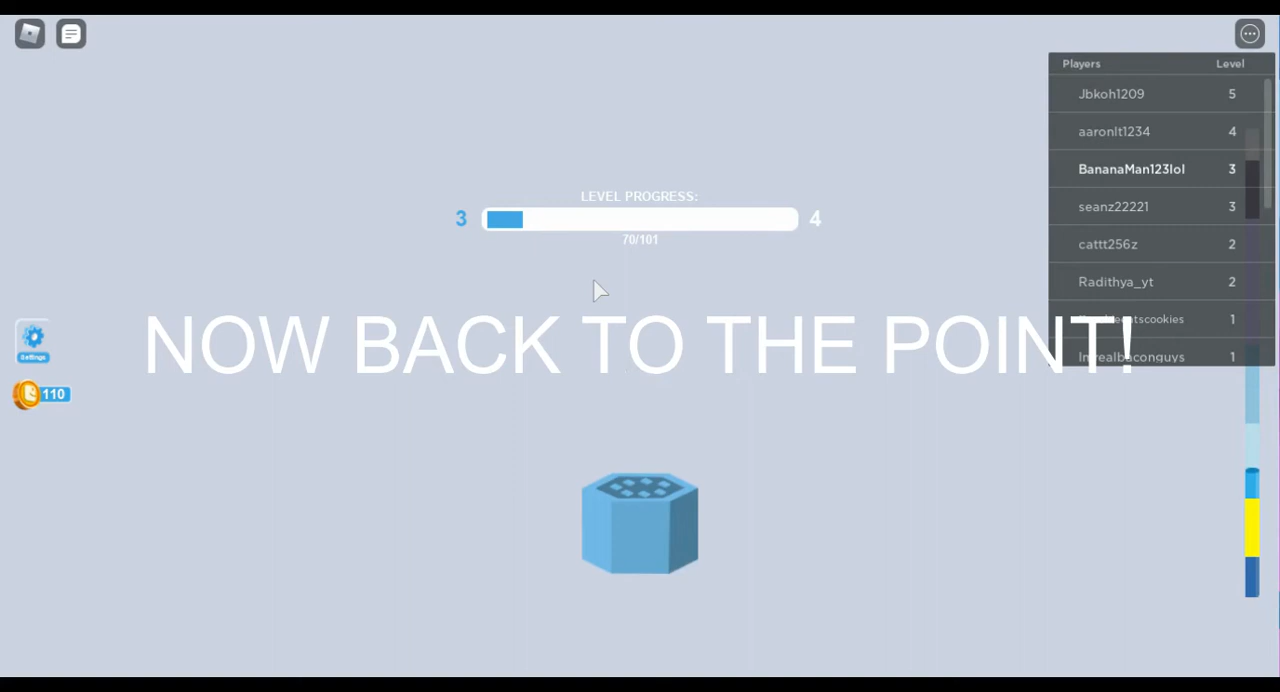 Players Level
Jbkoh1209 5
aaronlt1234 4
LEVEL PROGRESS:
BananaMan123lol 3
3 4
seanz22221 3
70/101
cattt256z 2
Radithya_yt 2
NOW BACK TO THE POINT!
1
Settings
1
110